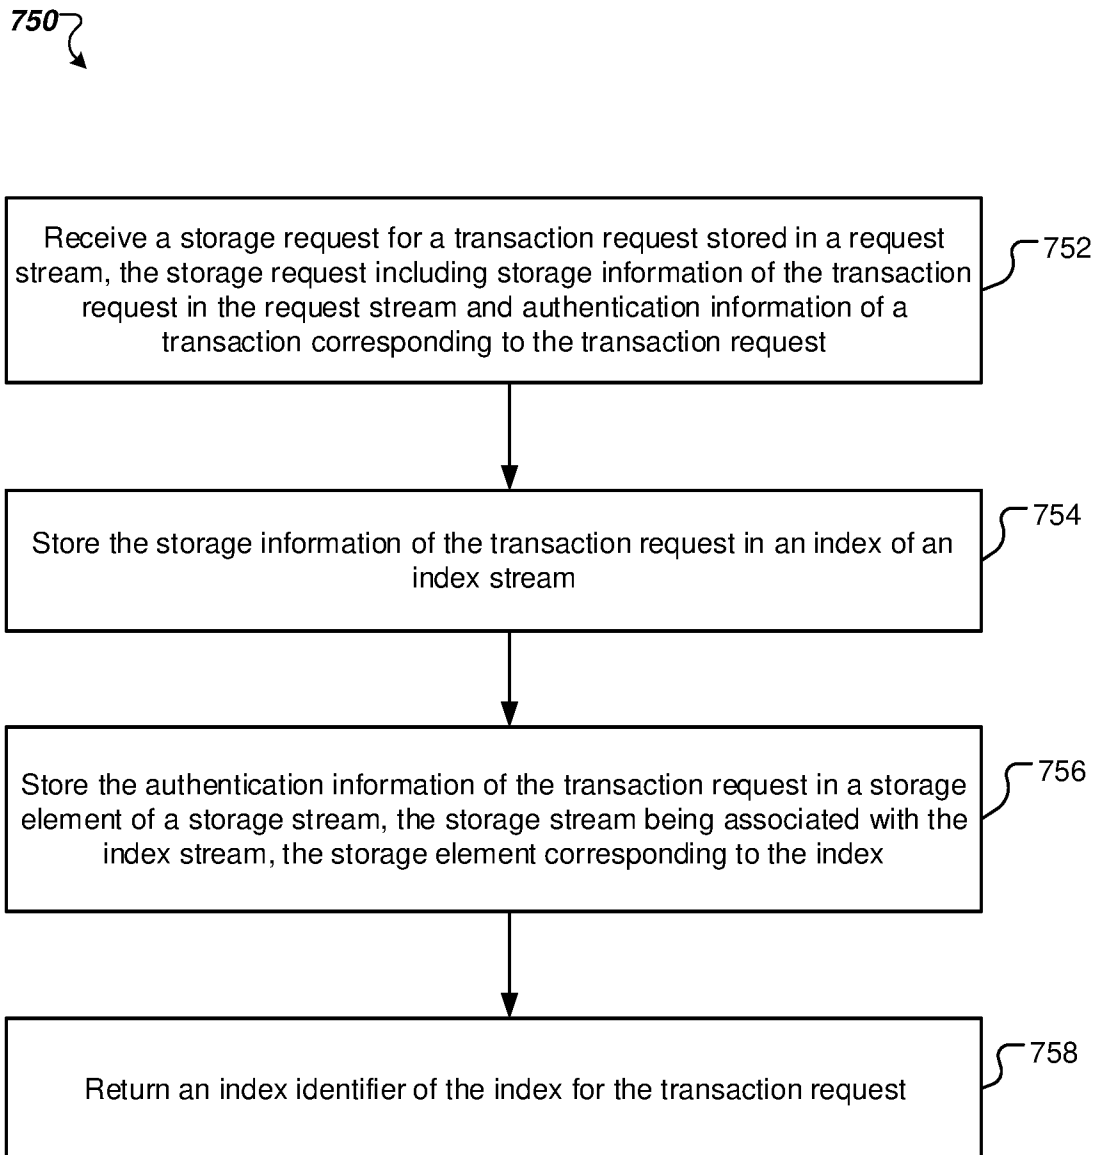 750
Receive a storage request for a transaction request stored in a request
stream, the storage request including storage information of the transaction
request in the request stream and authentication information of a
transaction corresponding to the transaction request
752
Store the storage information of the transaction request in an index of an
index stream
754
Store the authentication information of the transaction request in a storage
element of a storage stream, the storage stream being associated with the
index stream, the storage element corresponding to the index
756
Return an index identifier of the index for the transaction request
758